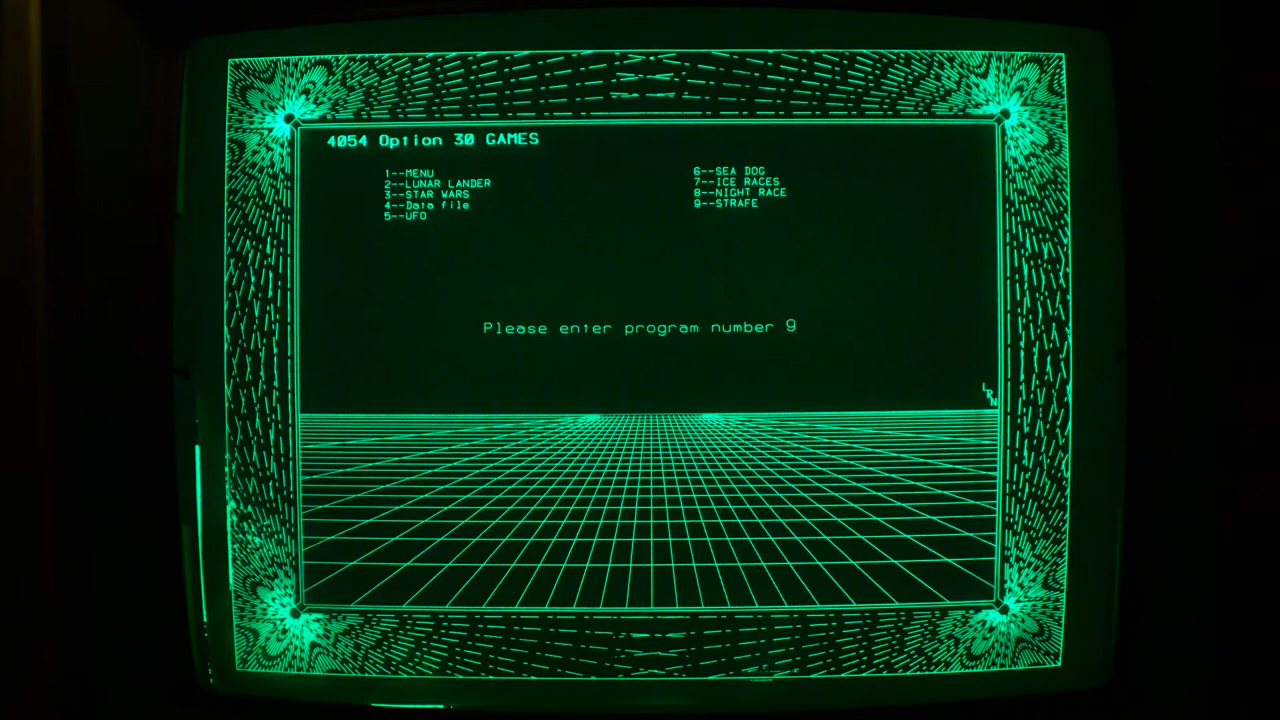 4054 Option 30 GAMES
1--MENU
2--LUNAR LANDER
3--STAR WARS
4--Data file
5--UFO
6--SEA DOG
7--ICE RACES
8--NIGHT RACE
9--STRAFE
Please enter program number 9
LRN